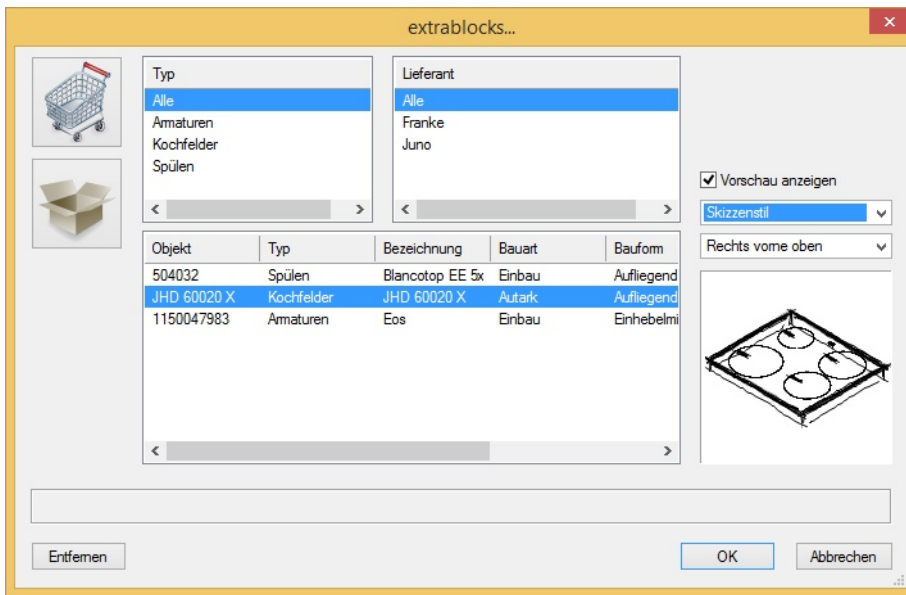 extrablocks...
Typ
Alle
Armaturen
Kochfelder
Spülen
Lieferant
Alle
Franke
Juno
Vorschau anzeigen
Skizzenstil
Rechts vorne oben
Objekt Typ Bezeichnung Bauart Bauform
504032 Spülen Blancotop EE 5x Einbau Aufliegend
JHD 60020 X Kochfelder JHD 60020 X Autark Aufliegend
1150047983 Armaturen Eos Einbau Einhebelmi
Entfernen OK Abbrechen